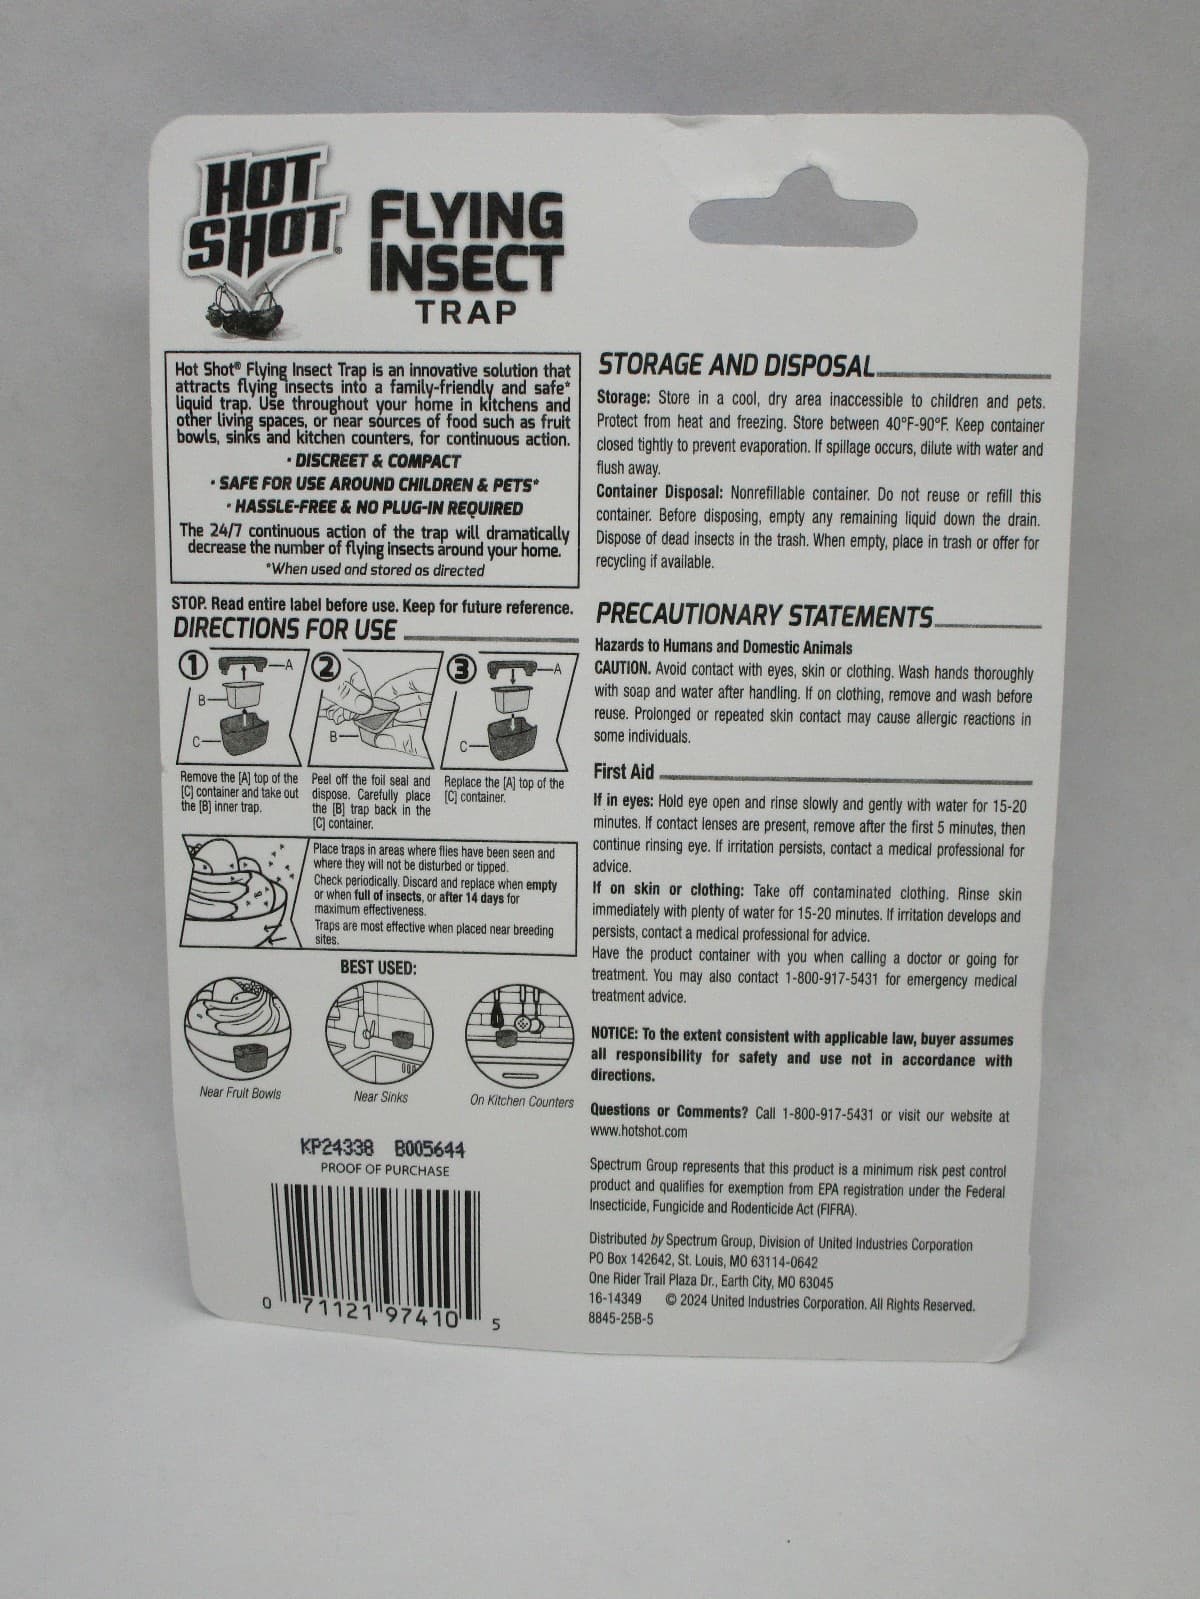 HOT
SHOT®
FLYING
INSECT
TRAP
Hot Shot® Flying Insect Trap is an innovative solution that
attracts flying insects into a family-friendly and safe*
liquid trap. Use throughout your home in kitchens and
other living spaces, or near sources of food such as fruit
bowls, sinks and kitchen counters, for continuous action.
• DISCREET & COMPACT
• SAFE FOR USE AROUND CHILDREN & PETS*
• HASSLE-FREE & NO PLUG-IN REQUIRED
The 24/7 continuous action of the trap will dramatically
decrease the number of flying insects around your home.
*When used and stored as directed
STOP. Read entire label before use. Keep for future reference.
DIRECTIONS FOR USE
1
A
B
C
2
B
3
A
C
Remove the [A] top of the
[C] container and take out
the [B] inner trap.
Peel off the foil seal and
dispose. Carefully place
the [B] trap back in the
[C] container.
Replace the [A] top of the
[C] container.
Place traps in areas where flies have been seen and
where they will not be disturbed or tipped.
Check periodically. Discard and replace when empty
or when full of insects, or after 14 days for
maximum effectiveness.
Traps are most effective when placed near breeding
sites.
BEST USED:
Near Fruit Bowls
Near Sinks
On Kitchen Counters
KP24338 B005644
PROOF OF PURCHASE
0 71121 97410 5
STORAGE AND DISPOSAL
Storage: Store in a cool, dry area inaccessible to children and pets.
Protect from heat and freezing. Store between 40°F-90°F. Keep container
closed tightly to prevent evaporation. If spillage occurs, dilute with water and
flush away.
Container Disposal: Nonrefillable container. Do not reuse or refill this
container. Before disposing, empty any remaining liquid down the drain.
Dispose of dead insects in the trash. When empty, place in trash or offer for
recycling if available.
PRECAUTIONARY STATEMENTS
Hazards to Humans and Domestic Animals
CAUTION. Avoid contact with eyes, skin or clothing. Wash hands thoroughly
with soap and water after handling. If on clothing, remove and wash before
reuse. Prolonged or repeated skin contact may cause allergic reactions in
some individuals.
First Aid
If in eyes: Hold eye open and rinse slowly and gently with water for 15-20
minutes. If contact lenses are present, remove after the first 5 minutes, then
continue rinsing eye. If irritation persists, contact a medical professional for
advice.
If on skin or clothing: Take off contaminated clothing. Rinse skin
immediately with plenty of water for 15-20 minutes. If irritation develops and
persists, contact a medical professional for advice.
Have the product container with you when calling a doctor or going for
treatment. You may also contact 1-800-917-5431 for emergency medical
treatment advice.
NOTICE: To the extent consistent with applicable law, buyer assumes
all responsibility for safety and use not in accordance with
directions.
Questions or Comments? Call 1-800-917-5431 or visit our website at
www.hotshot.com
Spectrum Group represents that this product is a minimum risk pest control
product and qualifies for exemption from EPA registration under the Federal
Insecticide, Fungicide and Rodenticide Act (FIFRA).
Distributed by Spectrum Group, Division of United Industries Corporation
PO Box 142642, St. Louis, MO 63114-0642
One Rider Trail Plaza Dr., Earth City, MO 63045
16-14349 © 2024 United Industries Corporation. All Rights Reserved.
8845-25B-5